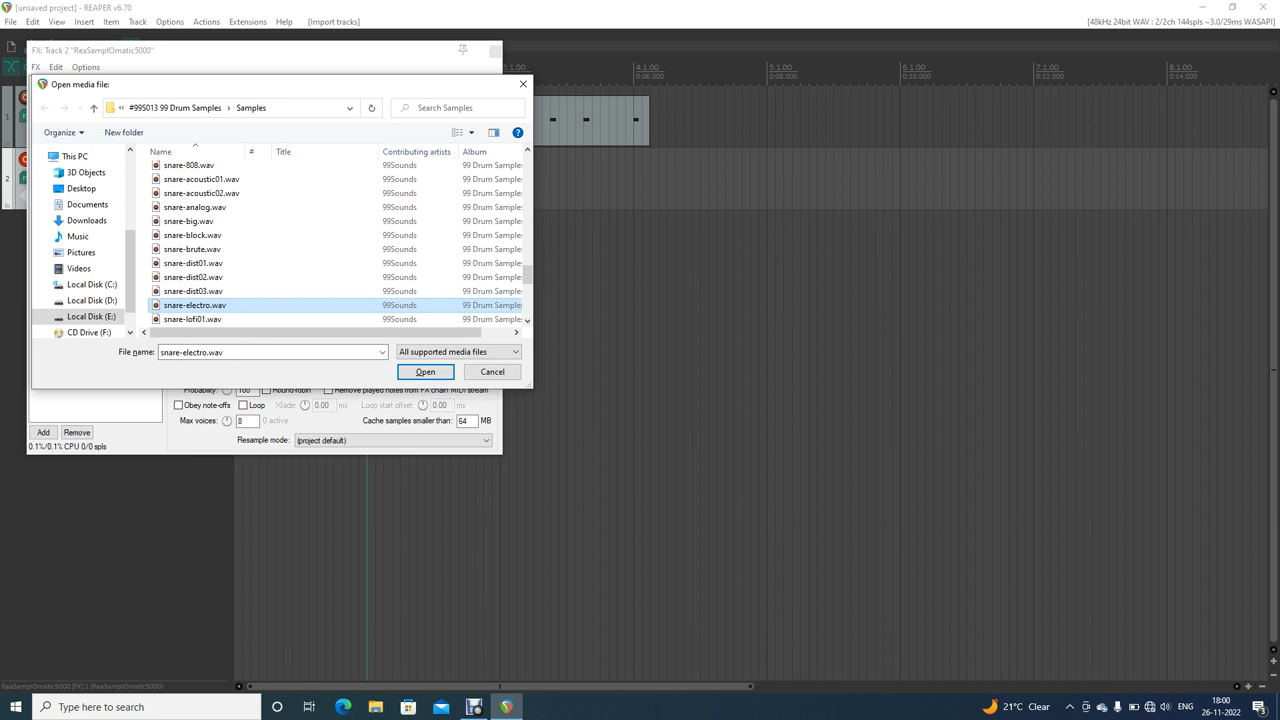 [unsaved project] - REAPER v6.70
File Edit View Insert Item Track Options Actions Extensions Help [Import tracks]
[48kHz 24bit WAV : 2/2ch 144spls ~3.0/29ms WASAPI]
FX: Track 2 "ReaSamplOmatic5000"
FX Edit Options
3.1.00 4.1.00 5.1.00 6.1.00 7.1.00 8.1.00
0:06.000 0:08.000 0:10.000 0:12.000 0:14.000
Open media file:
« #99S013 99 Drum Samples > Samples
Search Samples
Organize New folder
Name # Title Contributing artists Album
This PC
3D Objects
Desktop
Documents
Downloads
Music
Pictures
Videos
Local Disk (C:)
Local Disk (D:)
Local Disk (E:)
CD Drive (F:)
snare-808.wav 99Sounds 99 Drum Samples
snare-acoustic01.wav 99Sounds 99 Drum Samples
snare-acoustic02.wav 99Sounds 99 Drum Samples
snare-analog.wav 99Sounds 99 Drum Samples
snare-big.wav 99Sounds 99 Drum Samples
snare-block.wav 99Sounds 99 Drum Samples
snare-brute.wav 99Sounds 99 Drum Samples
snare-dist01.wav 99Sounds 99 Drum Samples
snare-dist02.wav 99Sounds 99 Drum Samples
snare-dist03.wav 99Sounds 99 Drum Samples
snare-electro.wav 99Sounds 99 Drum Samples
snare-lofi01.wav 99Sounds 99 Drum Samples
File name: snare-electro.wav All supported media files
Open Cancel
1
2
Probability: 100 Round-robin Remove played notes from FX chain MIDI stream
Obey note-offs Loop Xfade: 0.00 ms Loop start offset: 0.00 ms
Max voices: 8 0 active Cache samples smaller than: 64 MB
Resample mode: (project default)
Add Remove
0.1%/0.1% CPU 0/0 spls
ReaSamplOmatic5000 [FX] 1 (ReaSamplOmatic5000)
Type here to search
21°C Clear
ENG
18:00
26-11-2022